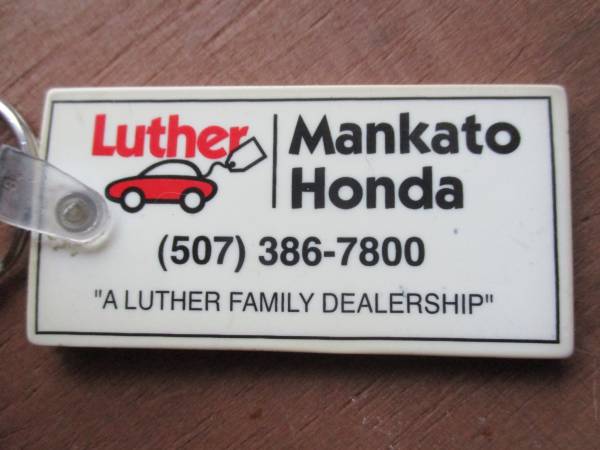 Luther
Mankato
Honda
(507) 386-7800
"A LUTHER FAMILY DEALERSHIP"